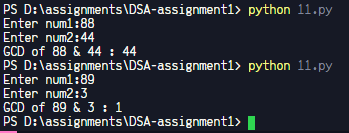 PS D:\assignments\DSA-assignment1> python 11.py
Enter num1:88
Enter num2:44
GCD of 88 & 44 : 44
PS D:\assignments\DSA-assignment1> python 11.py
Enter num1:89
Enter num2:3
GCD of 89 & 3 : 1
PS D:\assignments\DSA-assignment1>